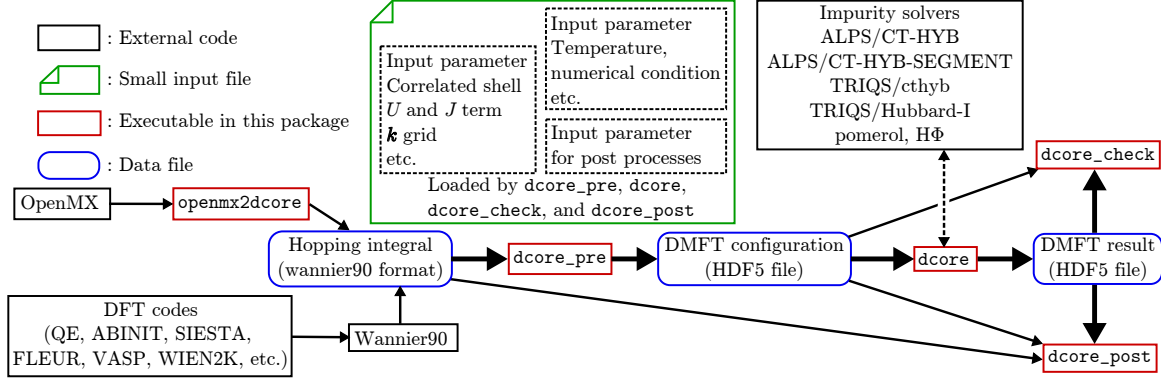 : External code
: Small input file
: Executable in this package
: Data file
Input parameter
Correlated shell
U and J term
k grid
etc.
Input parameter
Temperature,
numerical condition
etc.
Input parameter
for post processes
Loaded by dcore_pre, dcore,
dcore_check, and dcore_post
Impurity solvers
ALPS/CT-HYB
ALPS/CT-HYB-SEGMENT
TRIQS/cthyb
TRIQS/Hubbard-I
pomerol, HΦ
dcore_check
OpenMX
openmx2dcore
Hopping integral
(wannier90 format)
dcore_pre
DMFT configuration
(HDF5 file)
dcore
DMFT result
(HDF5 file)
DFT codes
(QE, ABINIT, SIESTA,
FLEUR, VASP, WIEN2K, etc.)
Wannier90
dcore_post